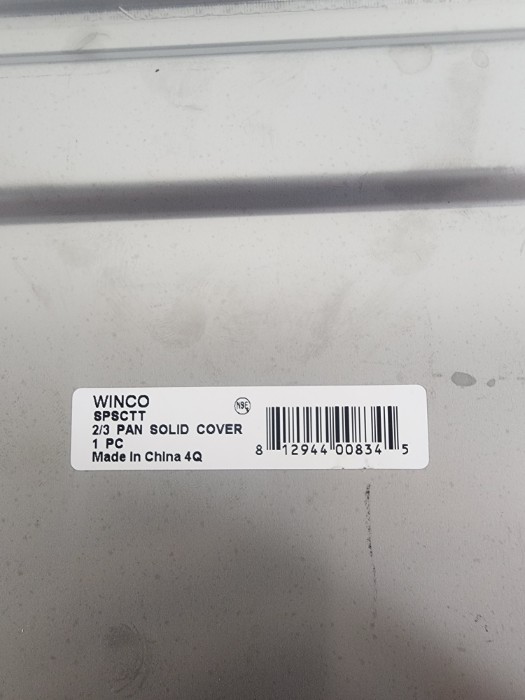 WINCO
SPSCTT
NSF
2/3 PAN SOLID COVER
1 PC
Made In China 4Q
8 12944 00834 5